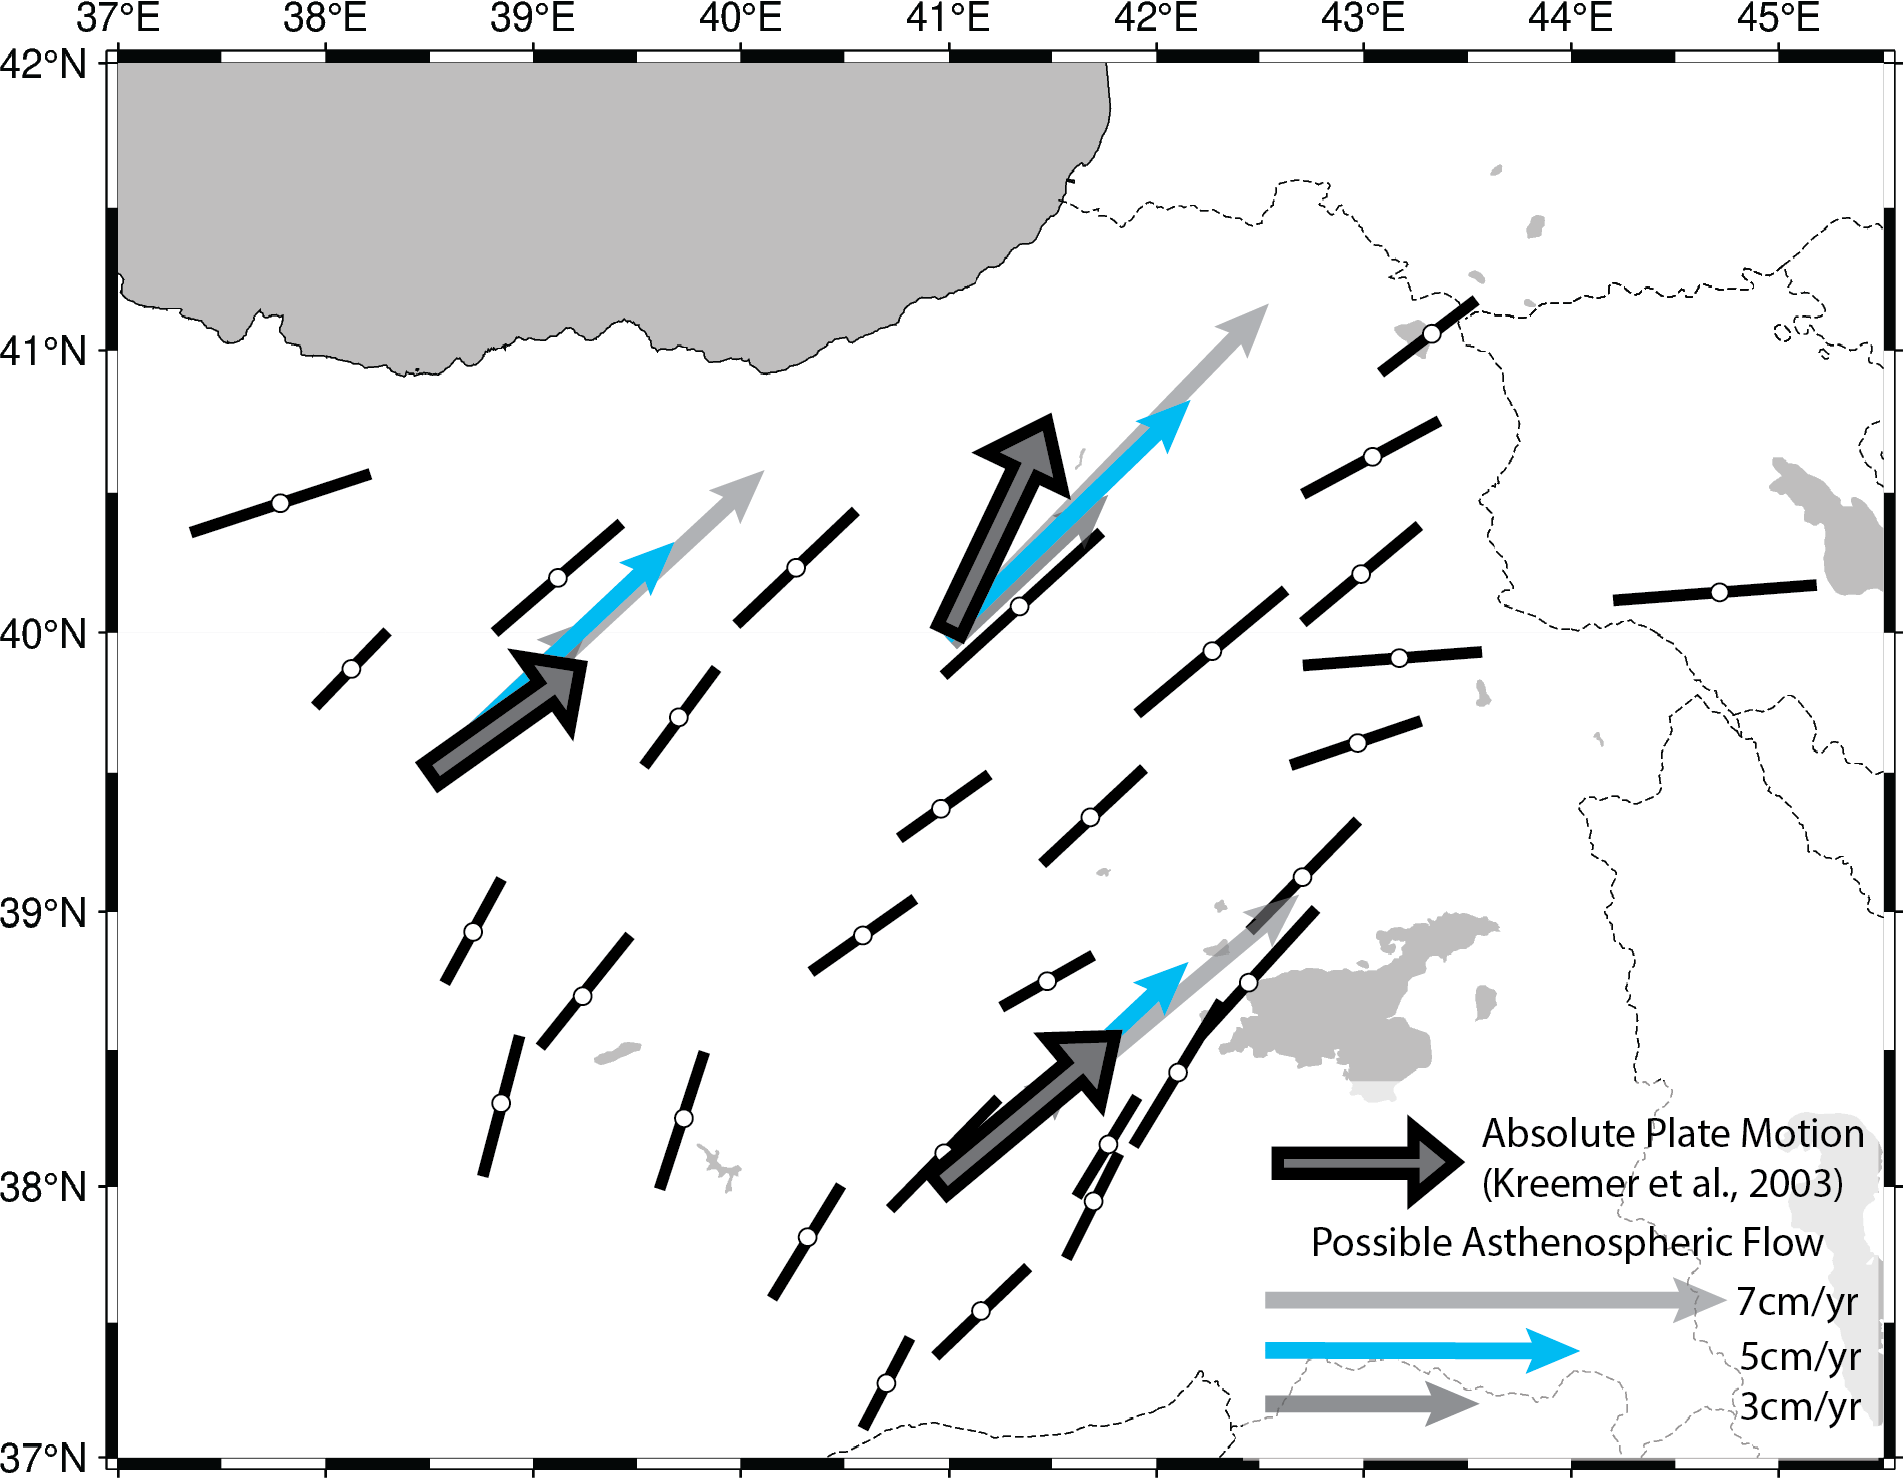 37°E 38°E 39°E 40°E 41°E 42°E 43°E 44°E 45°E
42°N
41°N
40°N
39°N
38°N
37°N
Absolute Plate Motion
(Kreemer et al., 2003)
Possible Asthenospheric Flow
7cm/yr
5cm/yr
3cm/yr